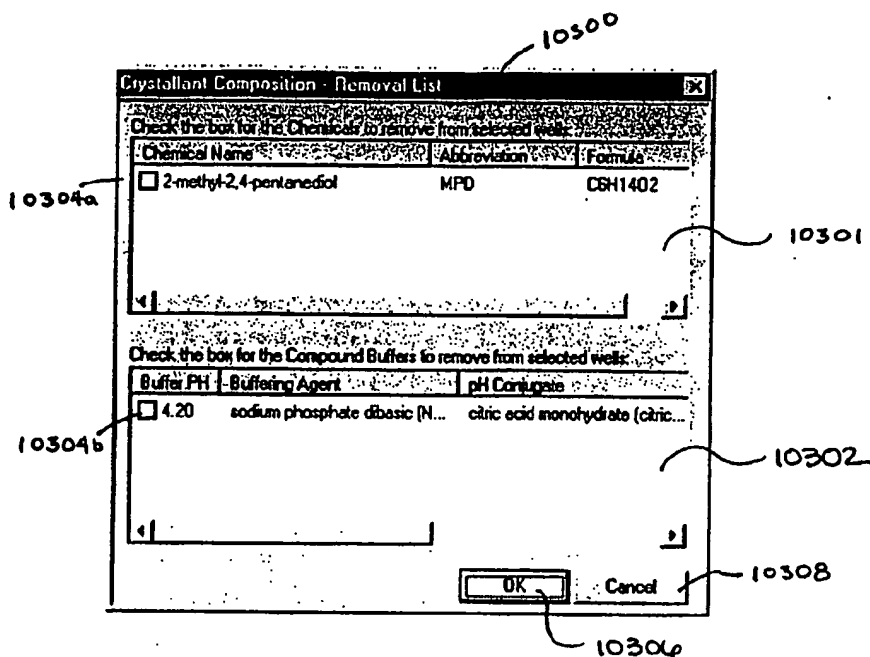 10300
Crystallant Composition - Removal List
Check the box for the Chemicals to remove from selected wells:
Chemical Name Abbreviation Formula
10304a
2-methyl-2,4-pentanediol MPD C6H14O2
10301
Check the box for the Compound Buffers to remove from selected wells:
Buffer PH Buffering Agent pH Conjugate
10304b
4.20 sodium phosphate dibasic (N... citric acid monohydrate (citric...
10302
OK Cancel
10308
10306